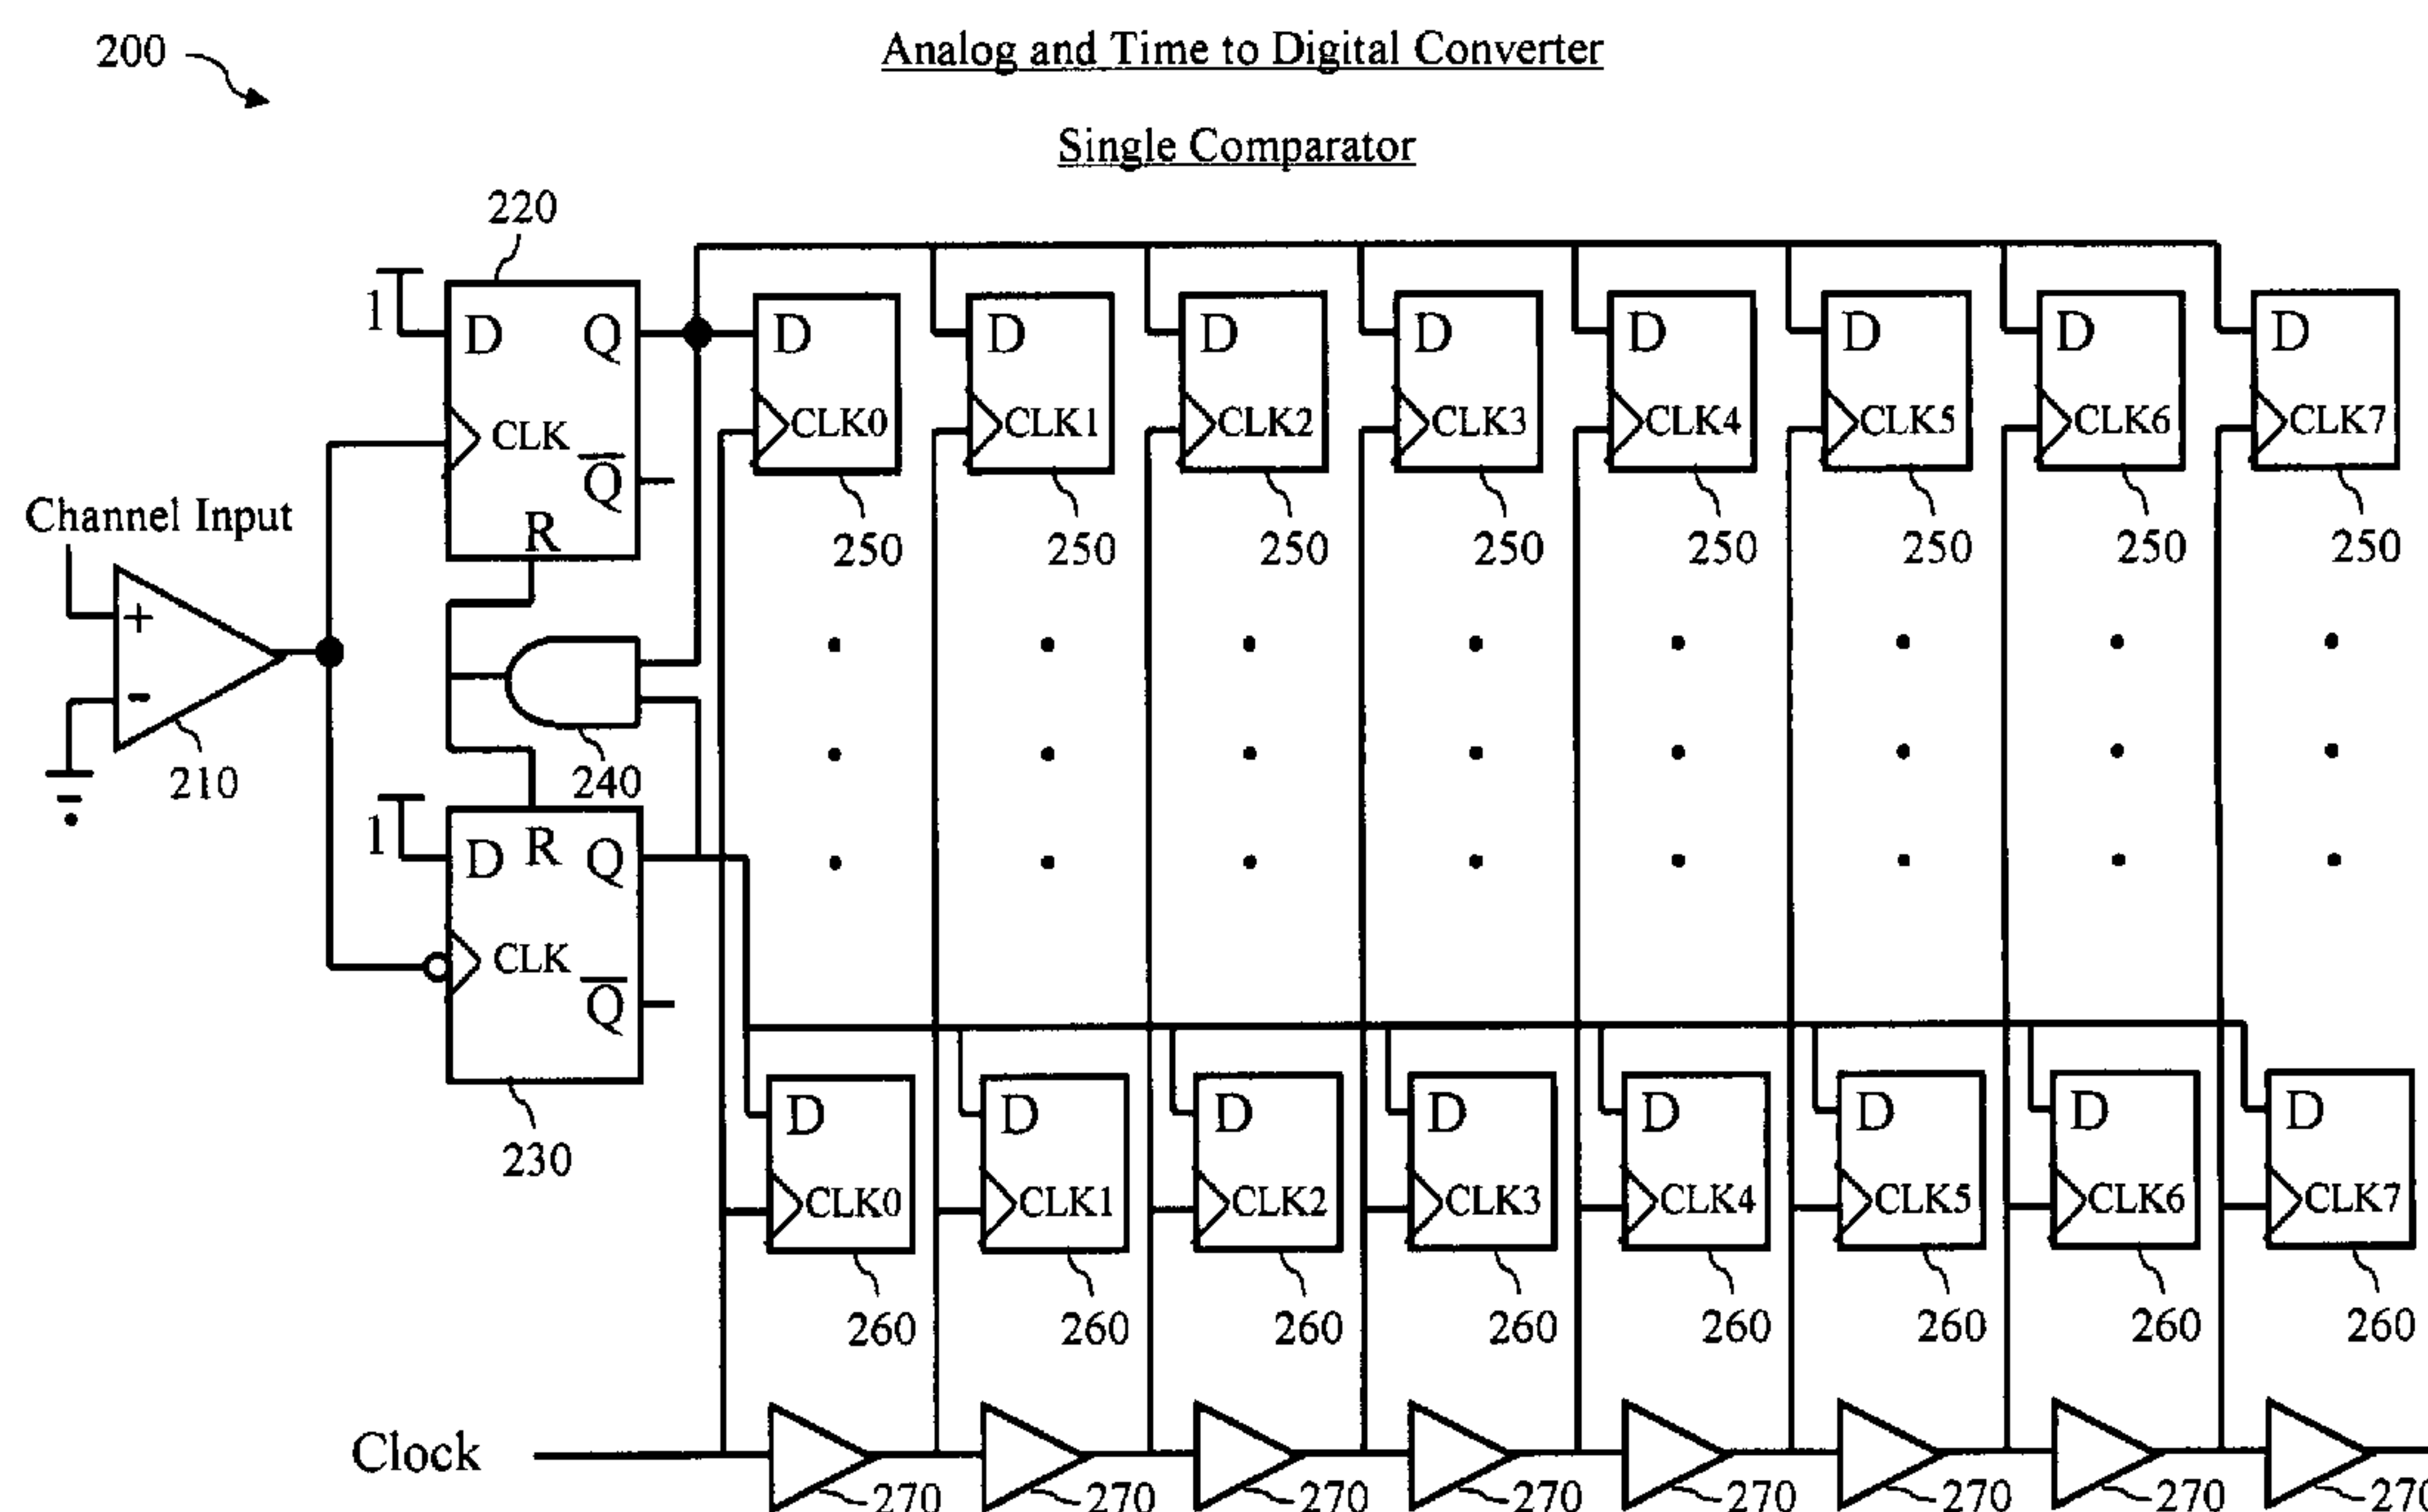 200
Analog and Time to Digital Converter
Single Comparator
220
1 D Q D D D D D D D D
CLK CLK0 CLK1 CLK2 CLK3 CLK4 CLK5 CLK6 CLK7
Q
R
Channel Input
250 250 250 250 250 250 250 250
+
-
210
240
1 D R Q
CLK
Q
D D D D D D D D
230
CLK0 CLK1 CLK2 CLK3 CLK4 CLK5 CLK6 CLK7
260 260 260 260 260 260 260 260
Clock
270 270 270 270 270 270 270 270